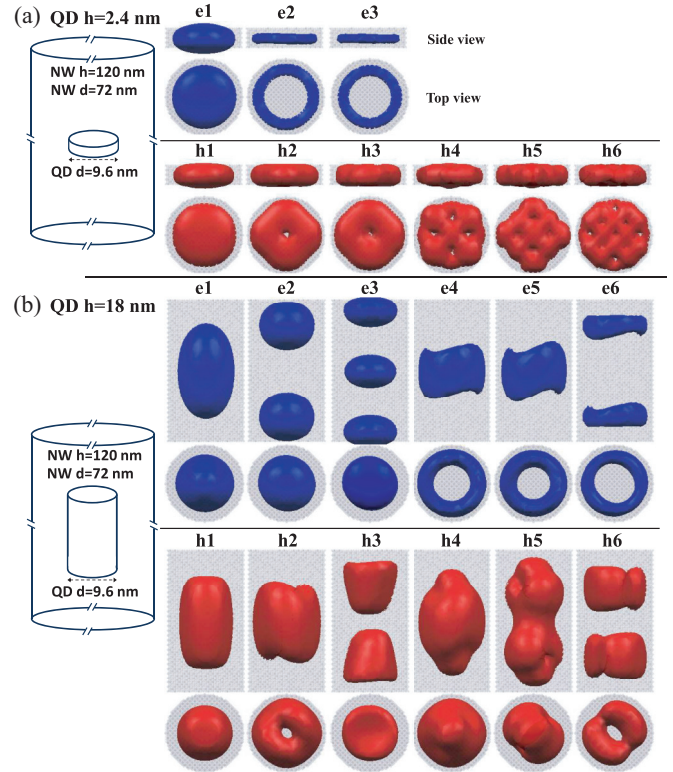 (a) QD h=2.4 nm
NW h=120 nm
NW d=72 nm
QD d=9.6 nm
e1 e2 e3
Side view
Top view
h1 h2 h3 h4 h5 h6
(b) QD h=18 nm
NW h=120 nm
NW d=72 nm
QD d=9.6 nm
e1 e2 e3 e4 e5 e6
h1 h2 h3 h4 h5 h6